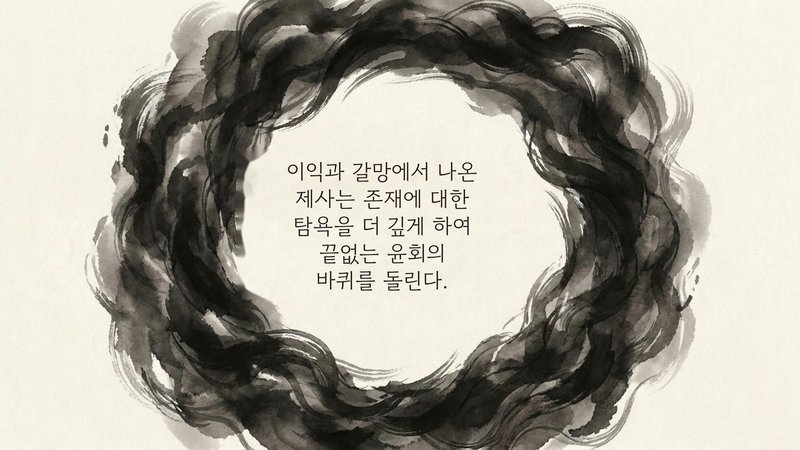 이익과 갈망에서 나온
제사는 존재에 대한
탐욕을 더 깊게 하여
끝없는 윤회의
바퀴를 돌린다.